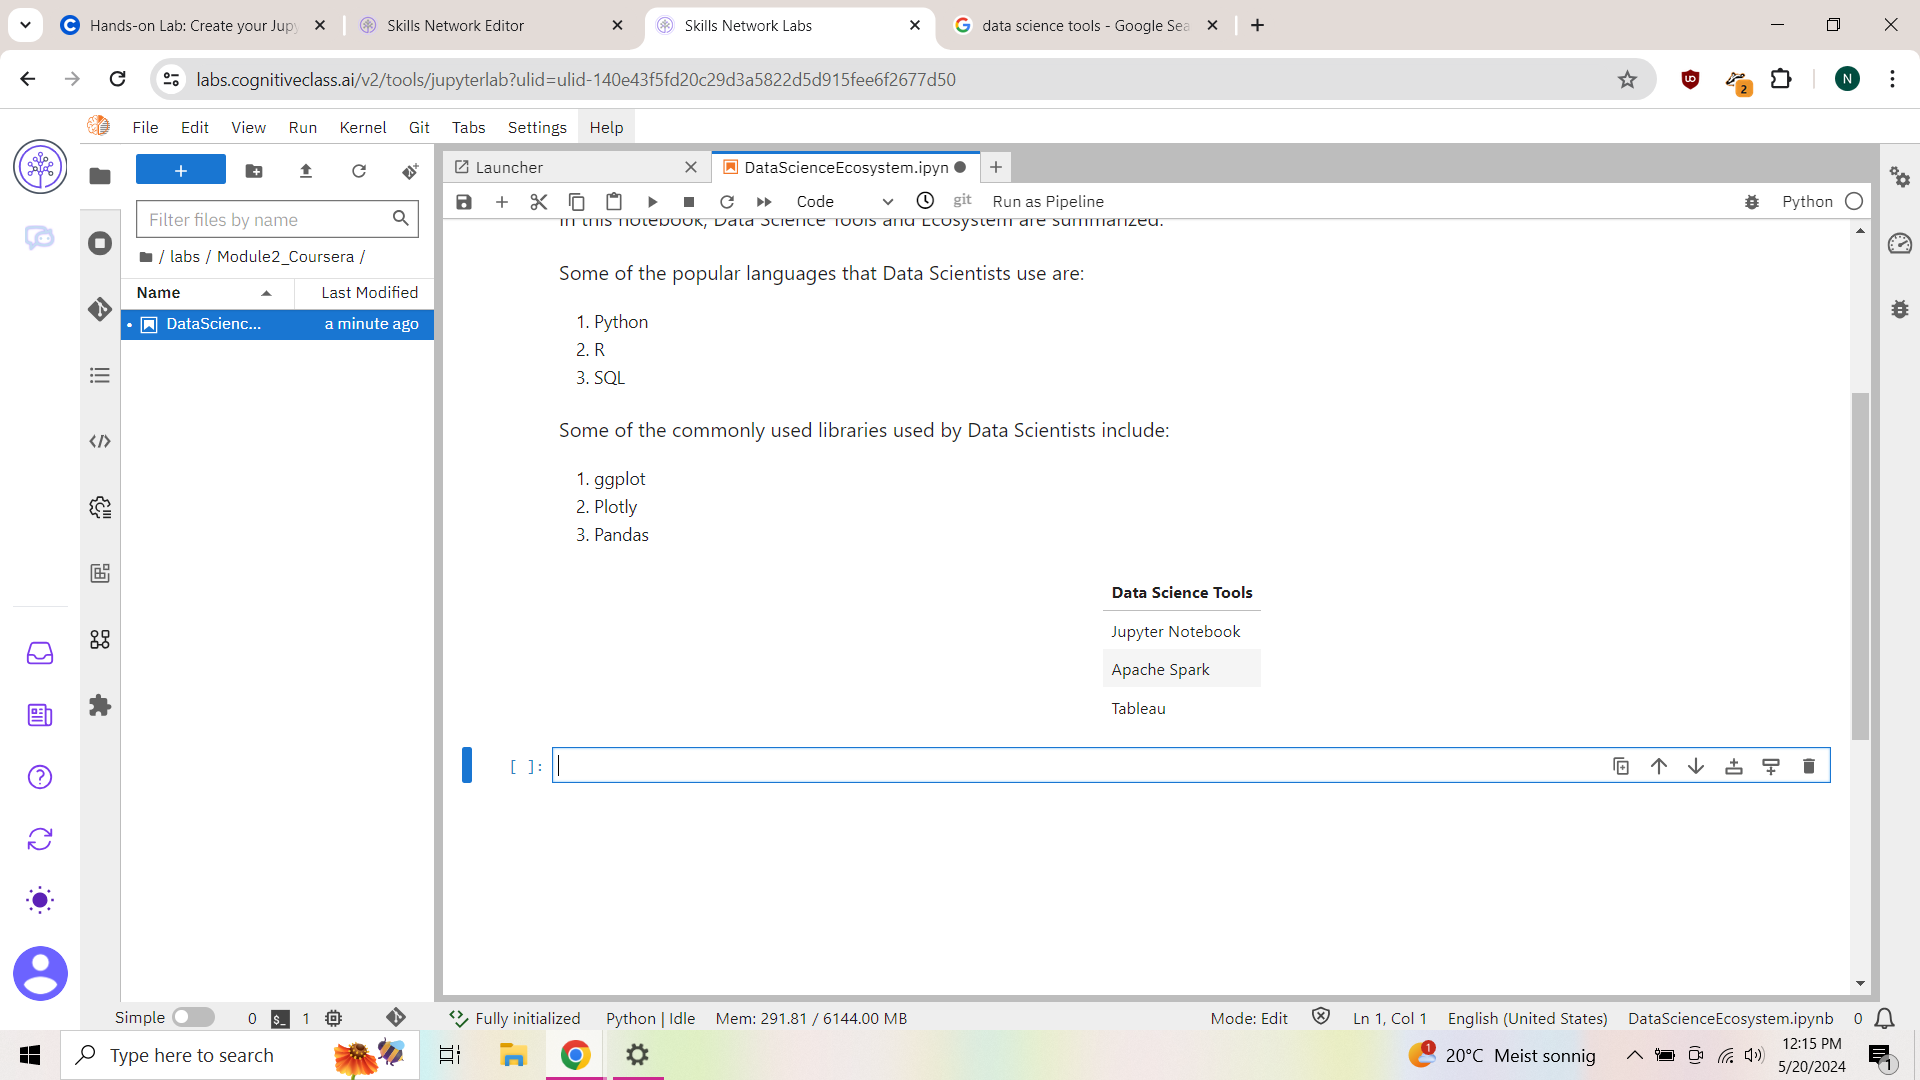 Hands-on Lab: Create your Jupy
Skills Network Editor
Skills Network Labs
data science tools - Google Sea
labs.cognitiveclass.ai/v2/tools/jupyterlab?ulid=ulid-140e43f5fd20c29d3a5822d5d915fee6f2677d50
2
N
File Edit View Run Kernel Git Tabs Settings Help
Launcher
DataScienceEcosystem.ipyn
Filter files by name
Code
git
Run as Pipeline
Python
/ labs / Module2_Coursera /
Name
Last Modified
DataScienc...
a minute ago
In this notebook, Data Science Tools and Ecosystem are summarized.
Some of the popular languages that Data Scientists use are:
1. Python
2. R
3. SQL
Some of the commonly used libraries used by Data Scientists include:
1. ggplot
2. Plotly
3. Pandas
Data Science Tools
Jupyter Notebook
Apache Spark
Tableau
[ ]:
Simple
0
$_
1
Fully initialized
Python | Idle
Mem: 291.81 / 6144.00 MB
Mode: Edit
Ln 1, Col 1
English (United States)
DataScienceEcosystem.ipynb
0
Type here to search
1
20°C Meist sonnig
12:15 PM
5/20/2024
1